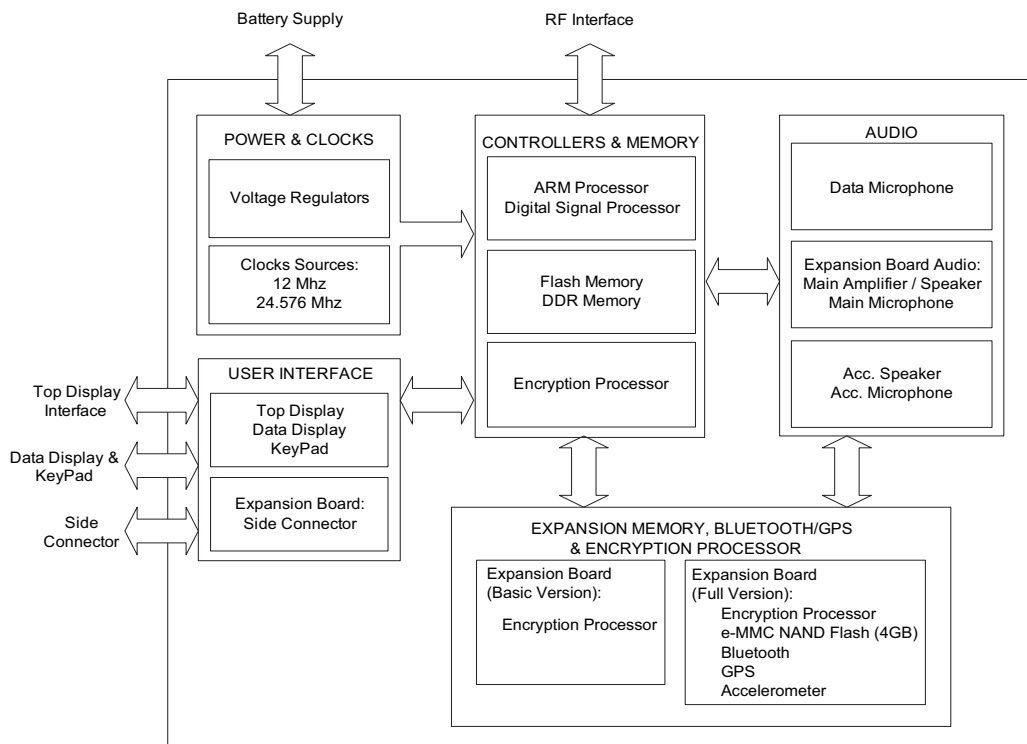 Battery Supply
RF Interface
POWER & CLOCKS
Voltage Regulators
Clocks Sources:
12 Mhz
24.576 Mhz
CONTROLLERS & MEMORY
ARM Processor
Digital Signal Processor
Flash Memory
DDR Memory
Encryption Processor
AUDIO
Data Microphone
Expansion Board Audio:
Main Amplifier / Speaker
Main Microphone
Acc. Speaker
Acc. Microphone
Top Display
Interface
Data Display &
KeyPad
Side
Connector
USER INTERFACE
Top Display
Data Display
KeyPad
Expansion Board:
Side Connector
EXPANSION MEMORY, BLUETOOTH/GPS
& ENCRYPTION PROCESSOR
Expansion Board
(Basic Version):
Encryption Processor
Expansion Board
(Full Version):
Encryption Processor
e-MMC NAND Flash (4GB)
Bluetooth
GPS
Accelerometer